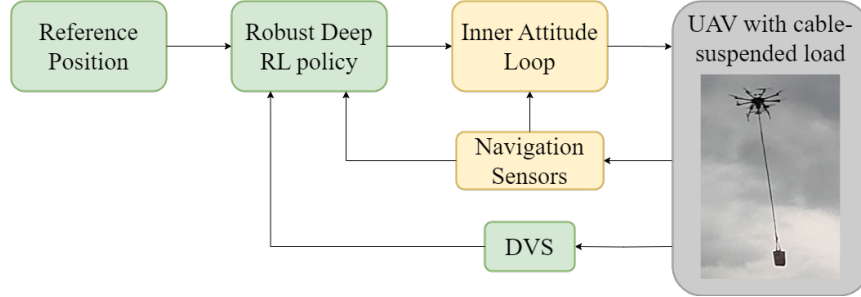 Reference
Position
Robust Deep
RL policy
Inner Attitude
Loop
UAV with cable-
suspended load
Navigation
Sensors
DVS